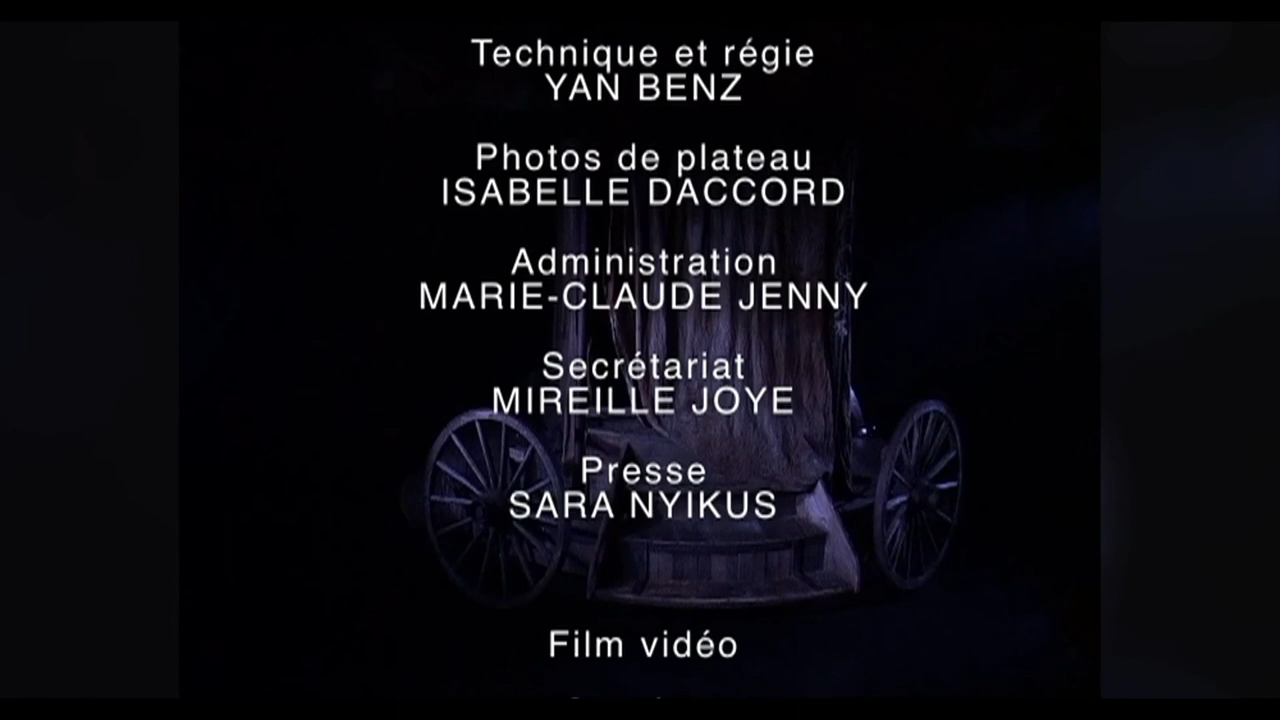 Technique et régie
YAN BENZ
Photos de plateau
ISABELLE DACCORD
Administration
MARIE-CLAUDE JENNY
Secrétariat
MIREILLE JOYE
Presse
SARA NYIKUS
Film vidéo